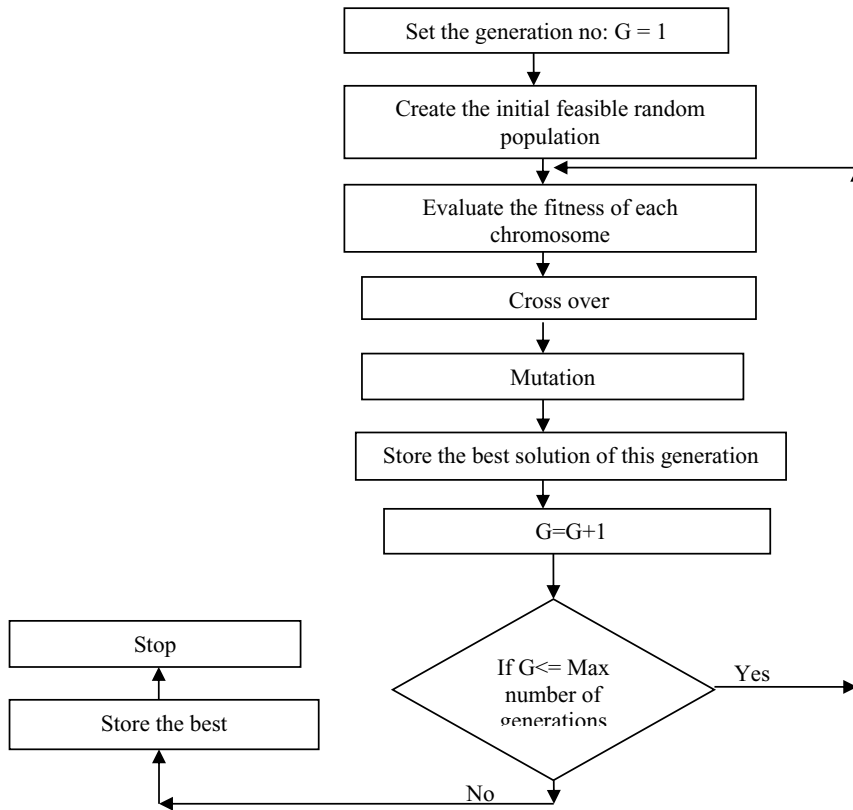 Set the generation no: G = 1
Create the initial feasible random
population
Evaluate the fitness of each
chromosome
Cross over
Mutation
Store the best solution of this generation
G=G+1
If G<= Max
number of
generations
Yes
No
Store the best
Stop